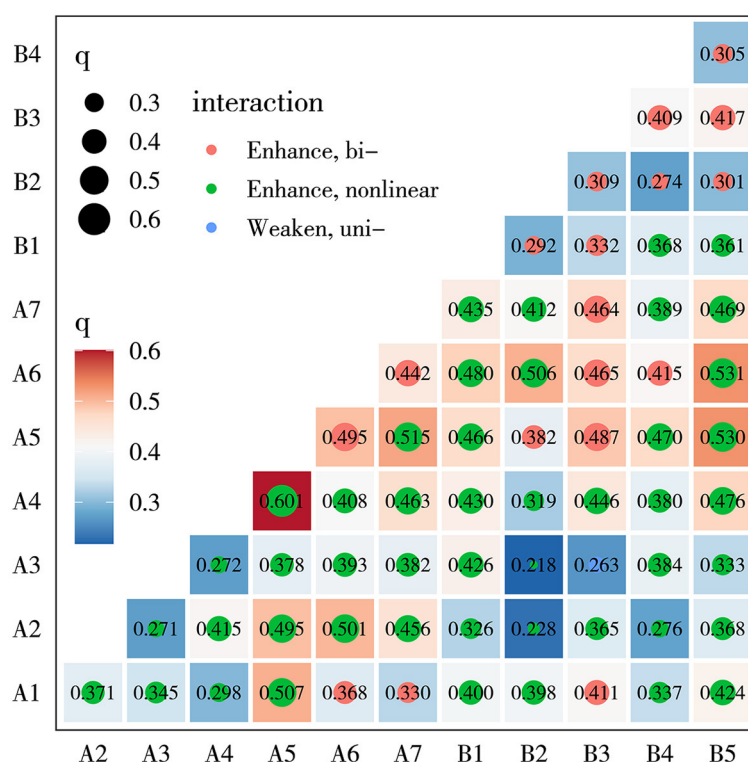 B4 0.305
q
B3 0.409 0.417
0.3 interaction
0.4 Enhance, bi-
B2 0.309 0.274 0.301
0.5 Enhance, nonlinear
0.6 Weaken, uni-
B1 0.292 0.332 0.368 0.361
A7 0.435 0.412 0.464 0.389 0.469
q
0.6
A6 0.442 0.480 0.506 0.465 0.415 0.531
0.5
A5 0.495 0.515 0.466 0.382 0.487 0.470 0.530
0.4
A4 0.601 0.408 0.463 0.430 0.319 0.446 0.380 0.476
0.3
A3 0.272 0.378 0.393 0.382 0.426 0.218 0.263 0.384 0.333
A2 0.271 0.415 0.495 0.501 0.456 0.326 0.228 0.365 0.276 0.368
A1 0.371 0.345 0.298 0.507 0.368 0.330 0.400 0.398 0.411 0.337 0.424
A2 A3 A4 A5 A6 A7 B1 B2 B3 B4 B5